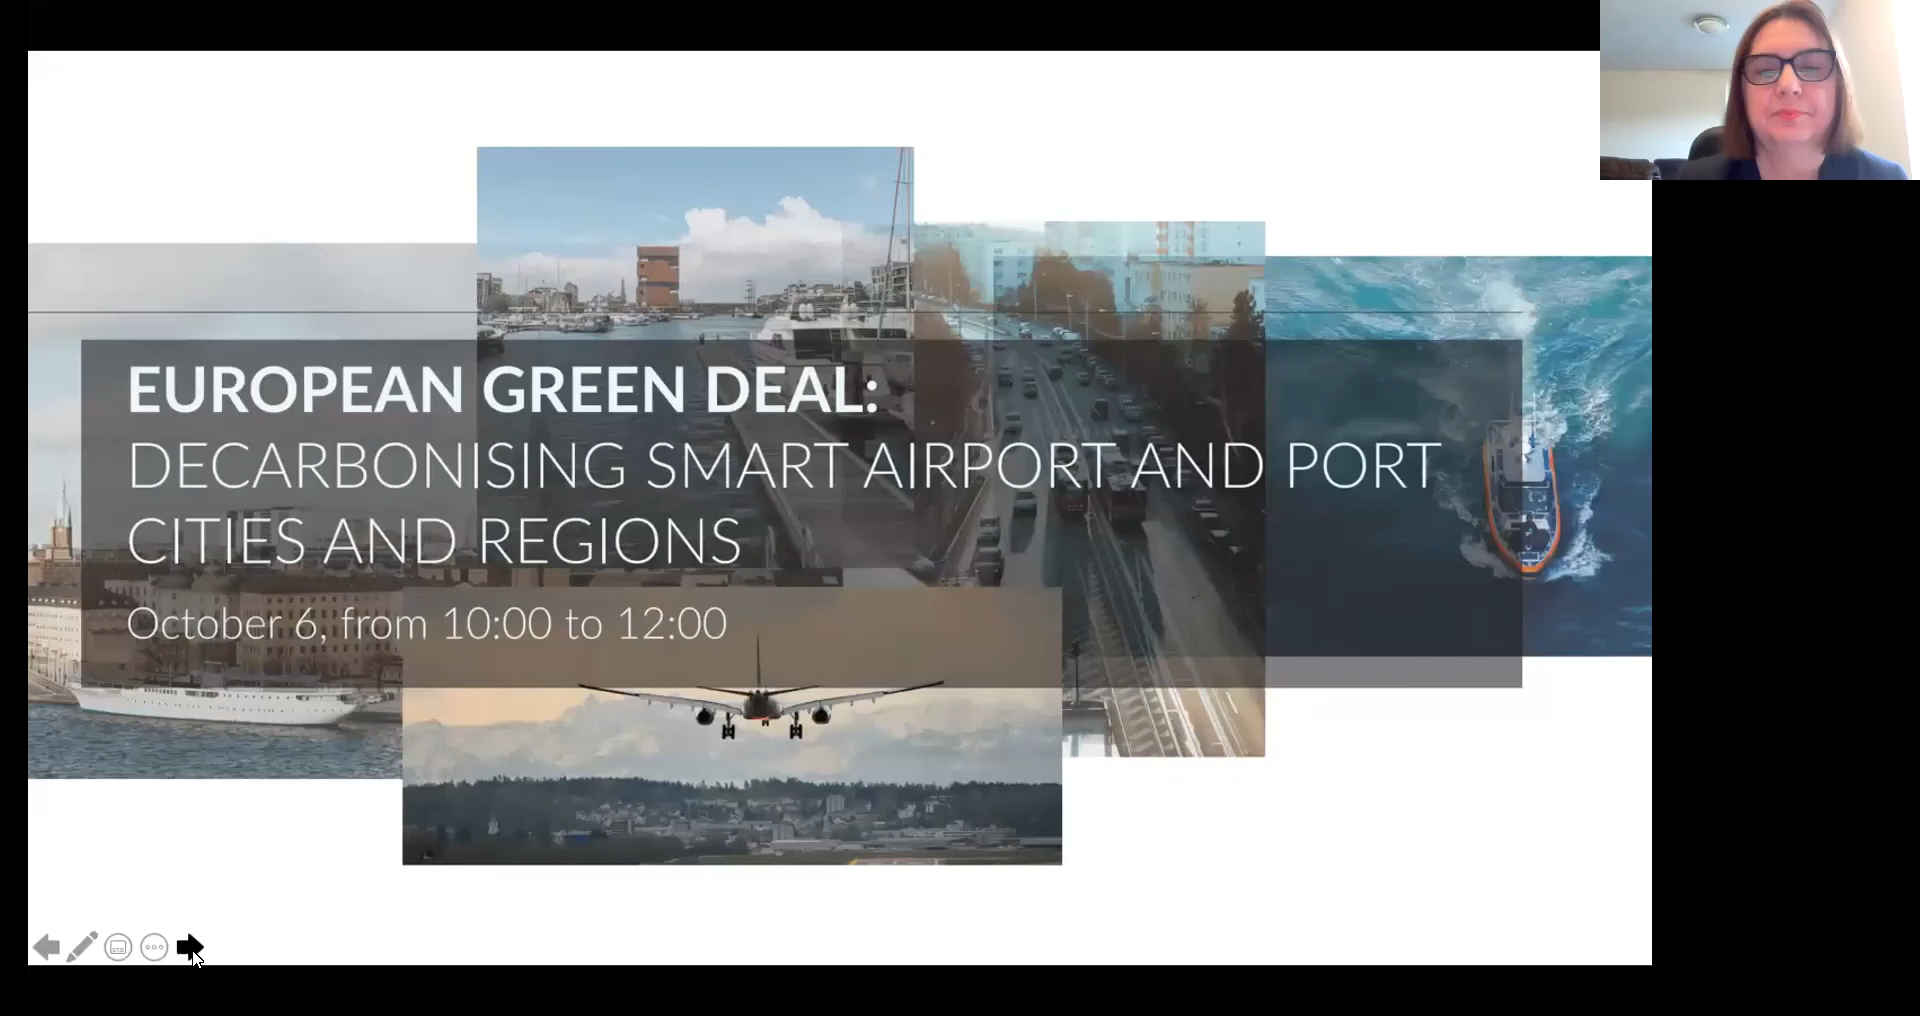 EUROPEAN GREEN DEAL:
DECARBONISING SMART AIRPORT AND PORT
CITIES AND REGIONS
October 6, from 10:00 to 12:00